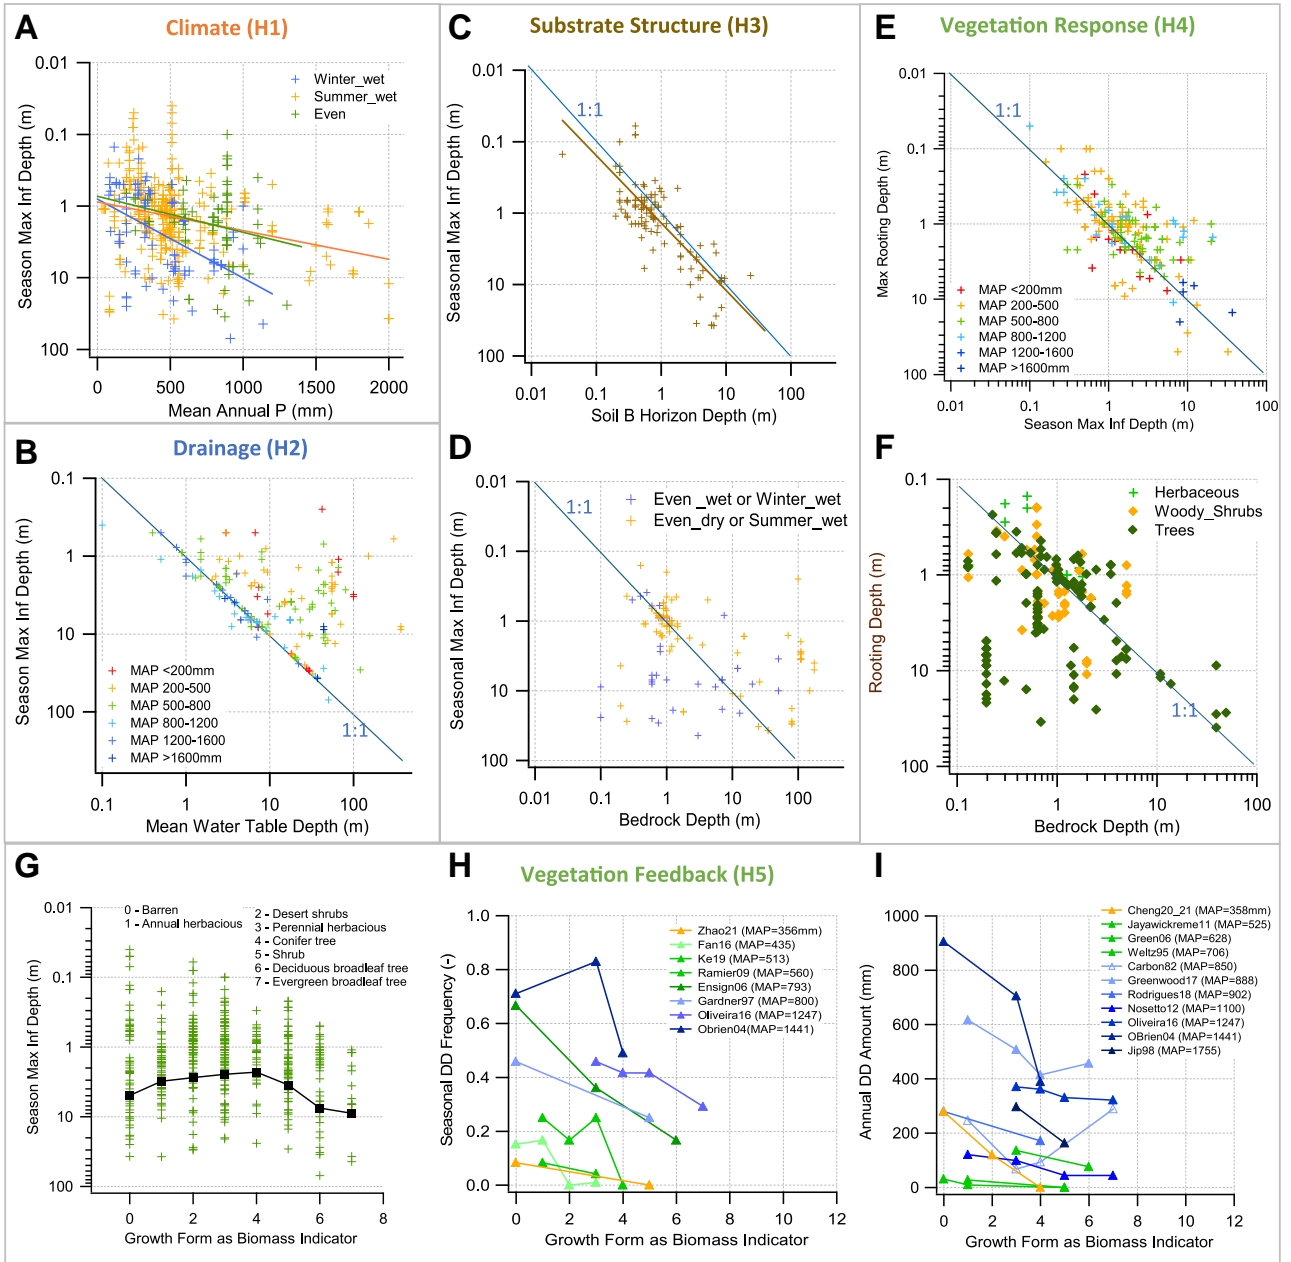 A
Climate (H1)
Winter_wet
Summer_wet
Even
0.01
0.1
1
10
100
Season Max Inf Depth (m)
0
500
1000
1500
2000
Mean Annual P (mm)
B
Drainage (H2)
0.1
1
10
100
Season Max Inf Depth (m)
MAP <200mm
MAP 200-500
MAP 500-800
MAP 800-1200
MAP 1200-1600
MAP >1600mm
1:1
0.1
1
10
100
Mean Water Table Depth (m)
C
Substrate Structure (H3)
1:1
0.01
0.1
1
10
100
Seasonal Max Inf Depth (m)
0.01
0.1
1
10
100
Soil B Horizon Depth (m)
D
1:1
Even _wet or Winter_wet
Even_dry or Summer_wet
0.01
0.1
1
10
100
Seasonal Max Inf Depth (m)
0.01
0.1
1
10
100
Bedrock Depth (m)
E
Vegetation Response (H4)
1:1
0.01
0.1
1
10
100
Max Rooting Depth (m)
MAP <200mm
MAP 200-500
MAP 500-800
MAP 800-1200
MAP 1200-1600
MAP >1600mm
0.01
0.1
1
10
100
Season Max Inf Depth (m)
F
Herbaceous
Woody_Shrubs
Trees
0.1
1
10
100
Rooting Depth (m)
1:1
0.1
1
10
100
Bedrock Depth (m)
G
0 - Barren
1 - Annual herbacious
2 - Desert shrubs
3 - Perennial herbacious
4 - Conifer tree
5 - Shrub
6 - Deciduous broadleaf tree
7 - Evergreen broadleaf tree
0.01
0.1
1
10
100
Season Max Inf Depth (m)
0
2
4
6
8
Growth Form as Biomass Indicator
H
Vegetation Feedback (H5)
Zhao21 (MAP=356mm)
Fan16 (MAP=435)
Ke19 (MAP=513)
Ramier09 (MAP=560)
Ensign06 (MAP=793)
Gardner97 (MAP=800)
Oliveira16 (MAP=1247)
Obrien04(MAP=1441)
1.0
0.8
0.6
0.4
0.2
0.0
Seasonal DD Frequency (-)
0
2
4
6
8
10
12
Growth Form as Biomass Indicator
I
Cheng20_21 (MAP=358mm)
Jayawickreme11 (MAP=525)
Green06 (MAP=628)
Weltz95 (MAP=706)
Carbon82 (MAP=850)
Greenwood17 (MAP=888)
Rodrigues18 (MAP=902)
Nosetto12 (MAP=1100)
Oliveira16 (MAP=1247)
OBrien04 (MAP=1441)
Jip98 (MAP=1755)
1000
800
600
400
200
0
Annual DD Amount (mm)
0
2
4
6
8
10
12
Growth Form as Biomass Indicator